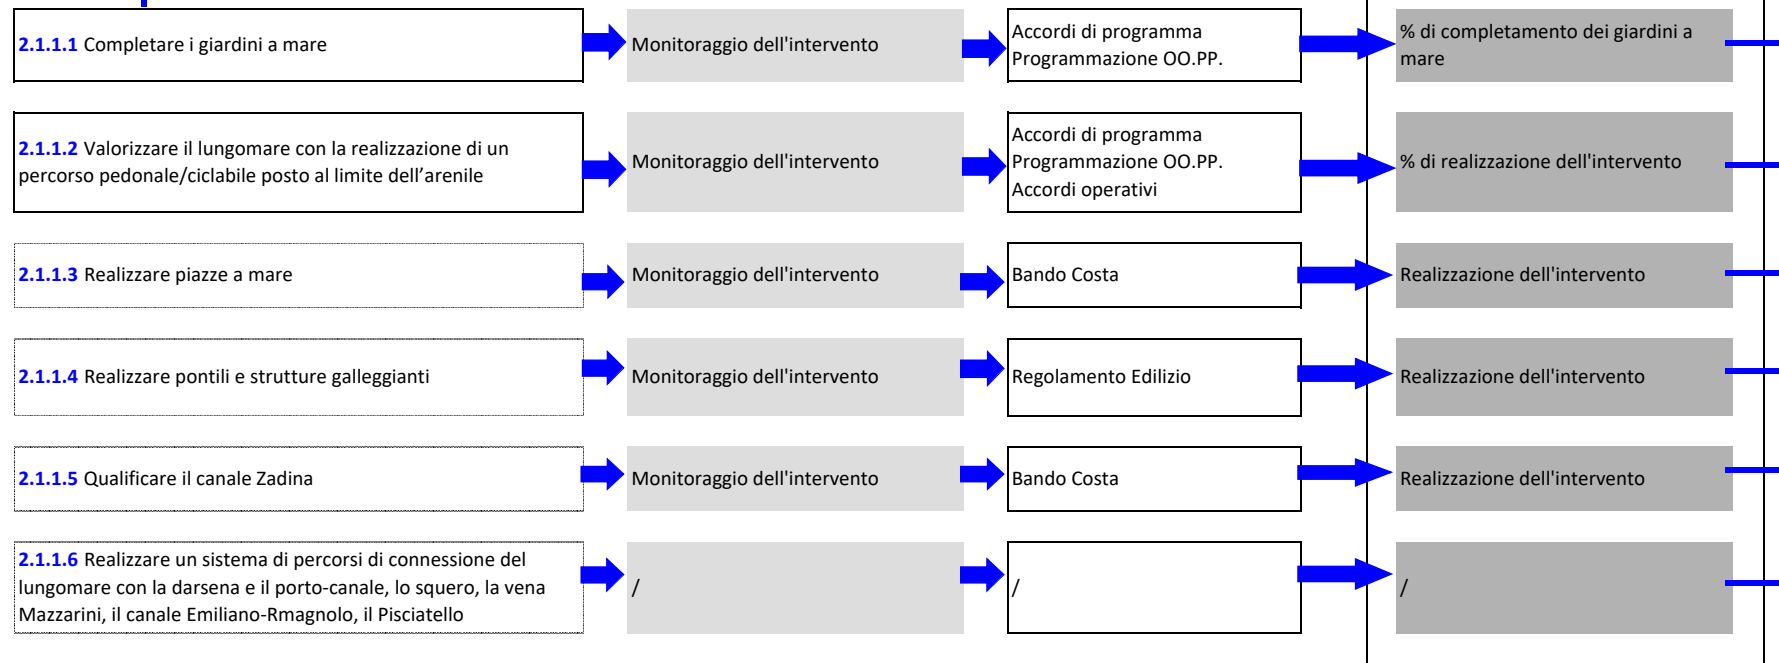 2.1.1.1 Completare i giardini a mare
Monitoraggio dell'intervento
Accordi di programma
Programmazione OO.PP.
% di completamento dei giardini a
mare
2.1.1.2 Valorizzare il lungomare con la realizzazione di un
percorso pedonale/ciclabile posto al limite dell’arenile
Monitoraggio dell'intervento
Accordi di programma
Programmazione OO.PP.
Accordi operativi
% di realizzazione dell'intervento
2.1.1.3 Realizzare piazze a mare
Monitoraggio dell'intervento
Bando Costa
Realizzazione dell'intervento
2.1.1.4 Realizzare pontili e strutture galleggianti
Monitoraggio dell'intervento
Regolamento Edilizio
Realizzazione dell'intervento
2.1.1.5 Qualificare il canale Zadina
Monitoraggio dell'intervento
Bando Costa
Realizzazione dell'intervento
2.1.1.6 Realizzare un sistema di percorsi di connessione del
lungomare con la darsena e il porto-canale, lo squero, la vena
Mazzarini, il canale Emiliano-Rmagnolo, il Pisciatello
/
/
/